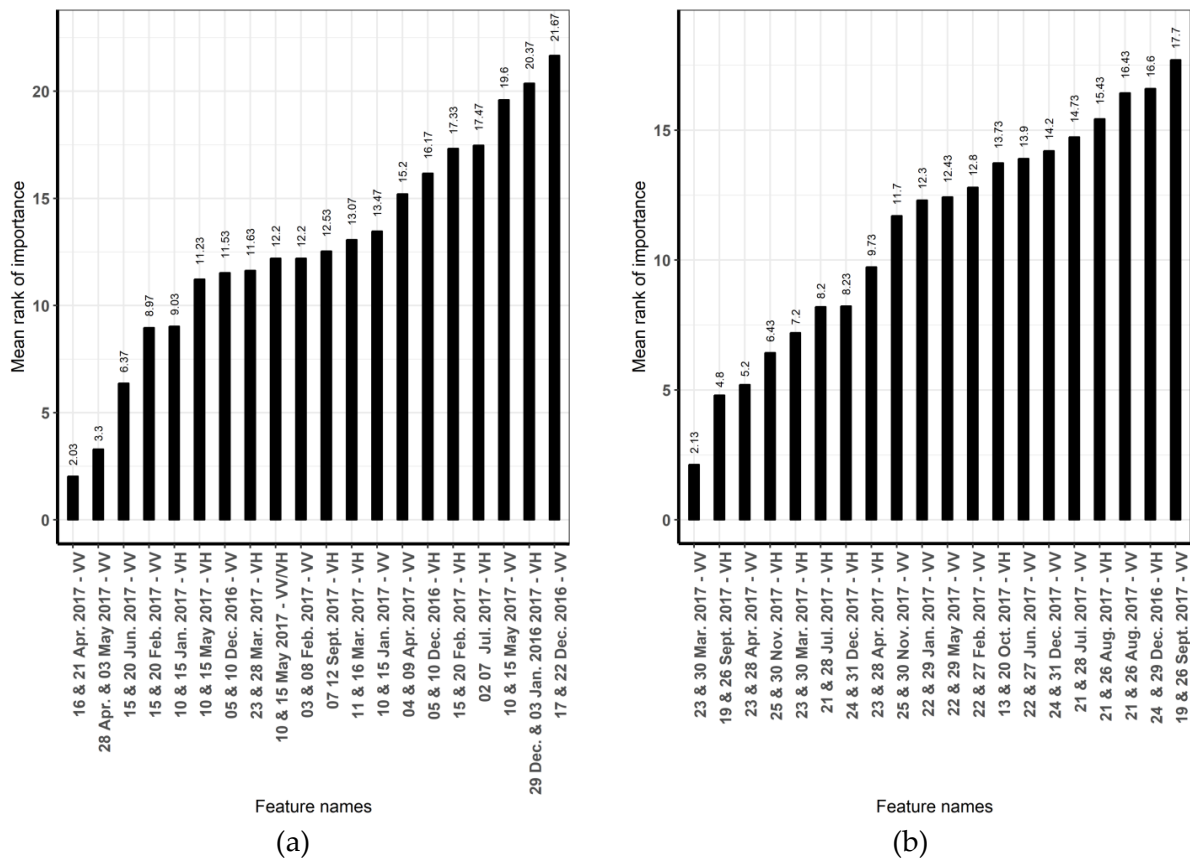 Mean rank of importance
20
15
10
5
0
2.03
3.3
6.37
8.97
9.03
11.23
11.53
11.63
12.2
12.2
12.53
13.07
13.47
15.2
16.17
17.33
17.47
19.6
20.37
21.67
16 & 21 Apr. 2017 - VV
28 Apr. & 03 May 2017 - VV
15 & 20 Jun. 2017 - VV
15 & 20 Feb. 2017 - VV
10 & 15 Jan. 2017 - VH
10 & 15 May 2017 - VH
05 & 10 Dec. 2016 - VV
23 & 28 Mar. 2017 - VH
10 & 15 May 2017 - VV/VH
03 & 08 Feb. 2017 - VV
07 12 Sept. 2017 - VH
11 & 16 Mar. 2017 - VH
10 & 15 Jan. 2017 - VV
04 & 09 Apr. 2017 - VV
05 & 10 Dec. 2016 - VH
15 & 20 Feb. 2017 - VH
02 07 Jul. 2017 - VH
10 & 15 May 2017 - VV
29 Dec. & 03 Jan. 2016 2017 - VH
17 & 22 Dec. 2016 - VV
Feature names
(a)
Mean rank of importance
15
10
5
0
2.13
4.8
5.2
6.43
7.2
8.2
8.23
9.73
11.7
12.3
12.43
12.8
13.73
13.9
14.2
14.73
15.43
16.43
16.6
17.7
23 & 30 Mar. 2017 - VV
19 & 26 Sept. 2017 - VH
23 & 28 Apr. 2017 - VV
25 & 30 Nov. 2017 - VH
23 & 30 Mar. 2017 - VH
21 & 28 Jul. 2017 - VH
24 & 31 Dec. 2017 - VH
23 & 28 Apr. 2017 - VH
25 & 30 Nov. 2017 - VV
22 & 29 Jan. 2017 - VV
22 & 29 May 2017 - VV
22 & 27 Feb. 2017 - VV
13 & 20 Oct. 2017 - VH
22 & 27 Jun. 2017 - VV
24 & 31 Dec. 2017 - VV
21 & 28 Jul. 2017 - VV
21 & 26 Aug. 2017 - VH
21 & 26 Aug. 2017 - VV
24 & 29 Dec. 2016 - VV
19 & 26 Sept. 2017 - VV
Feature names
(b)